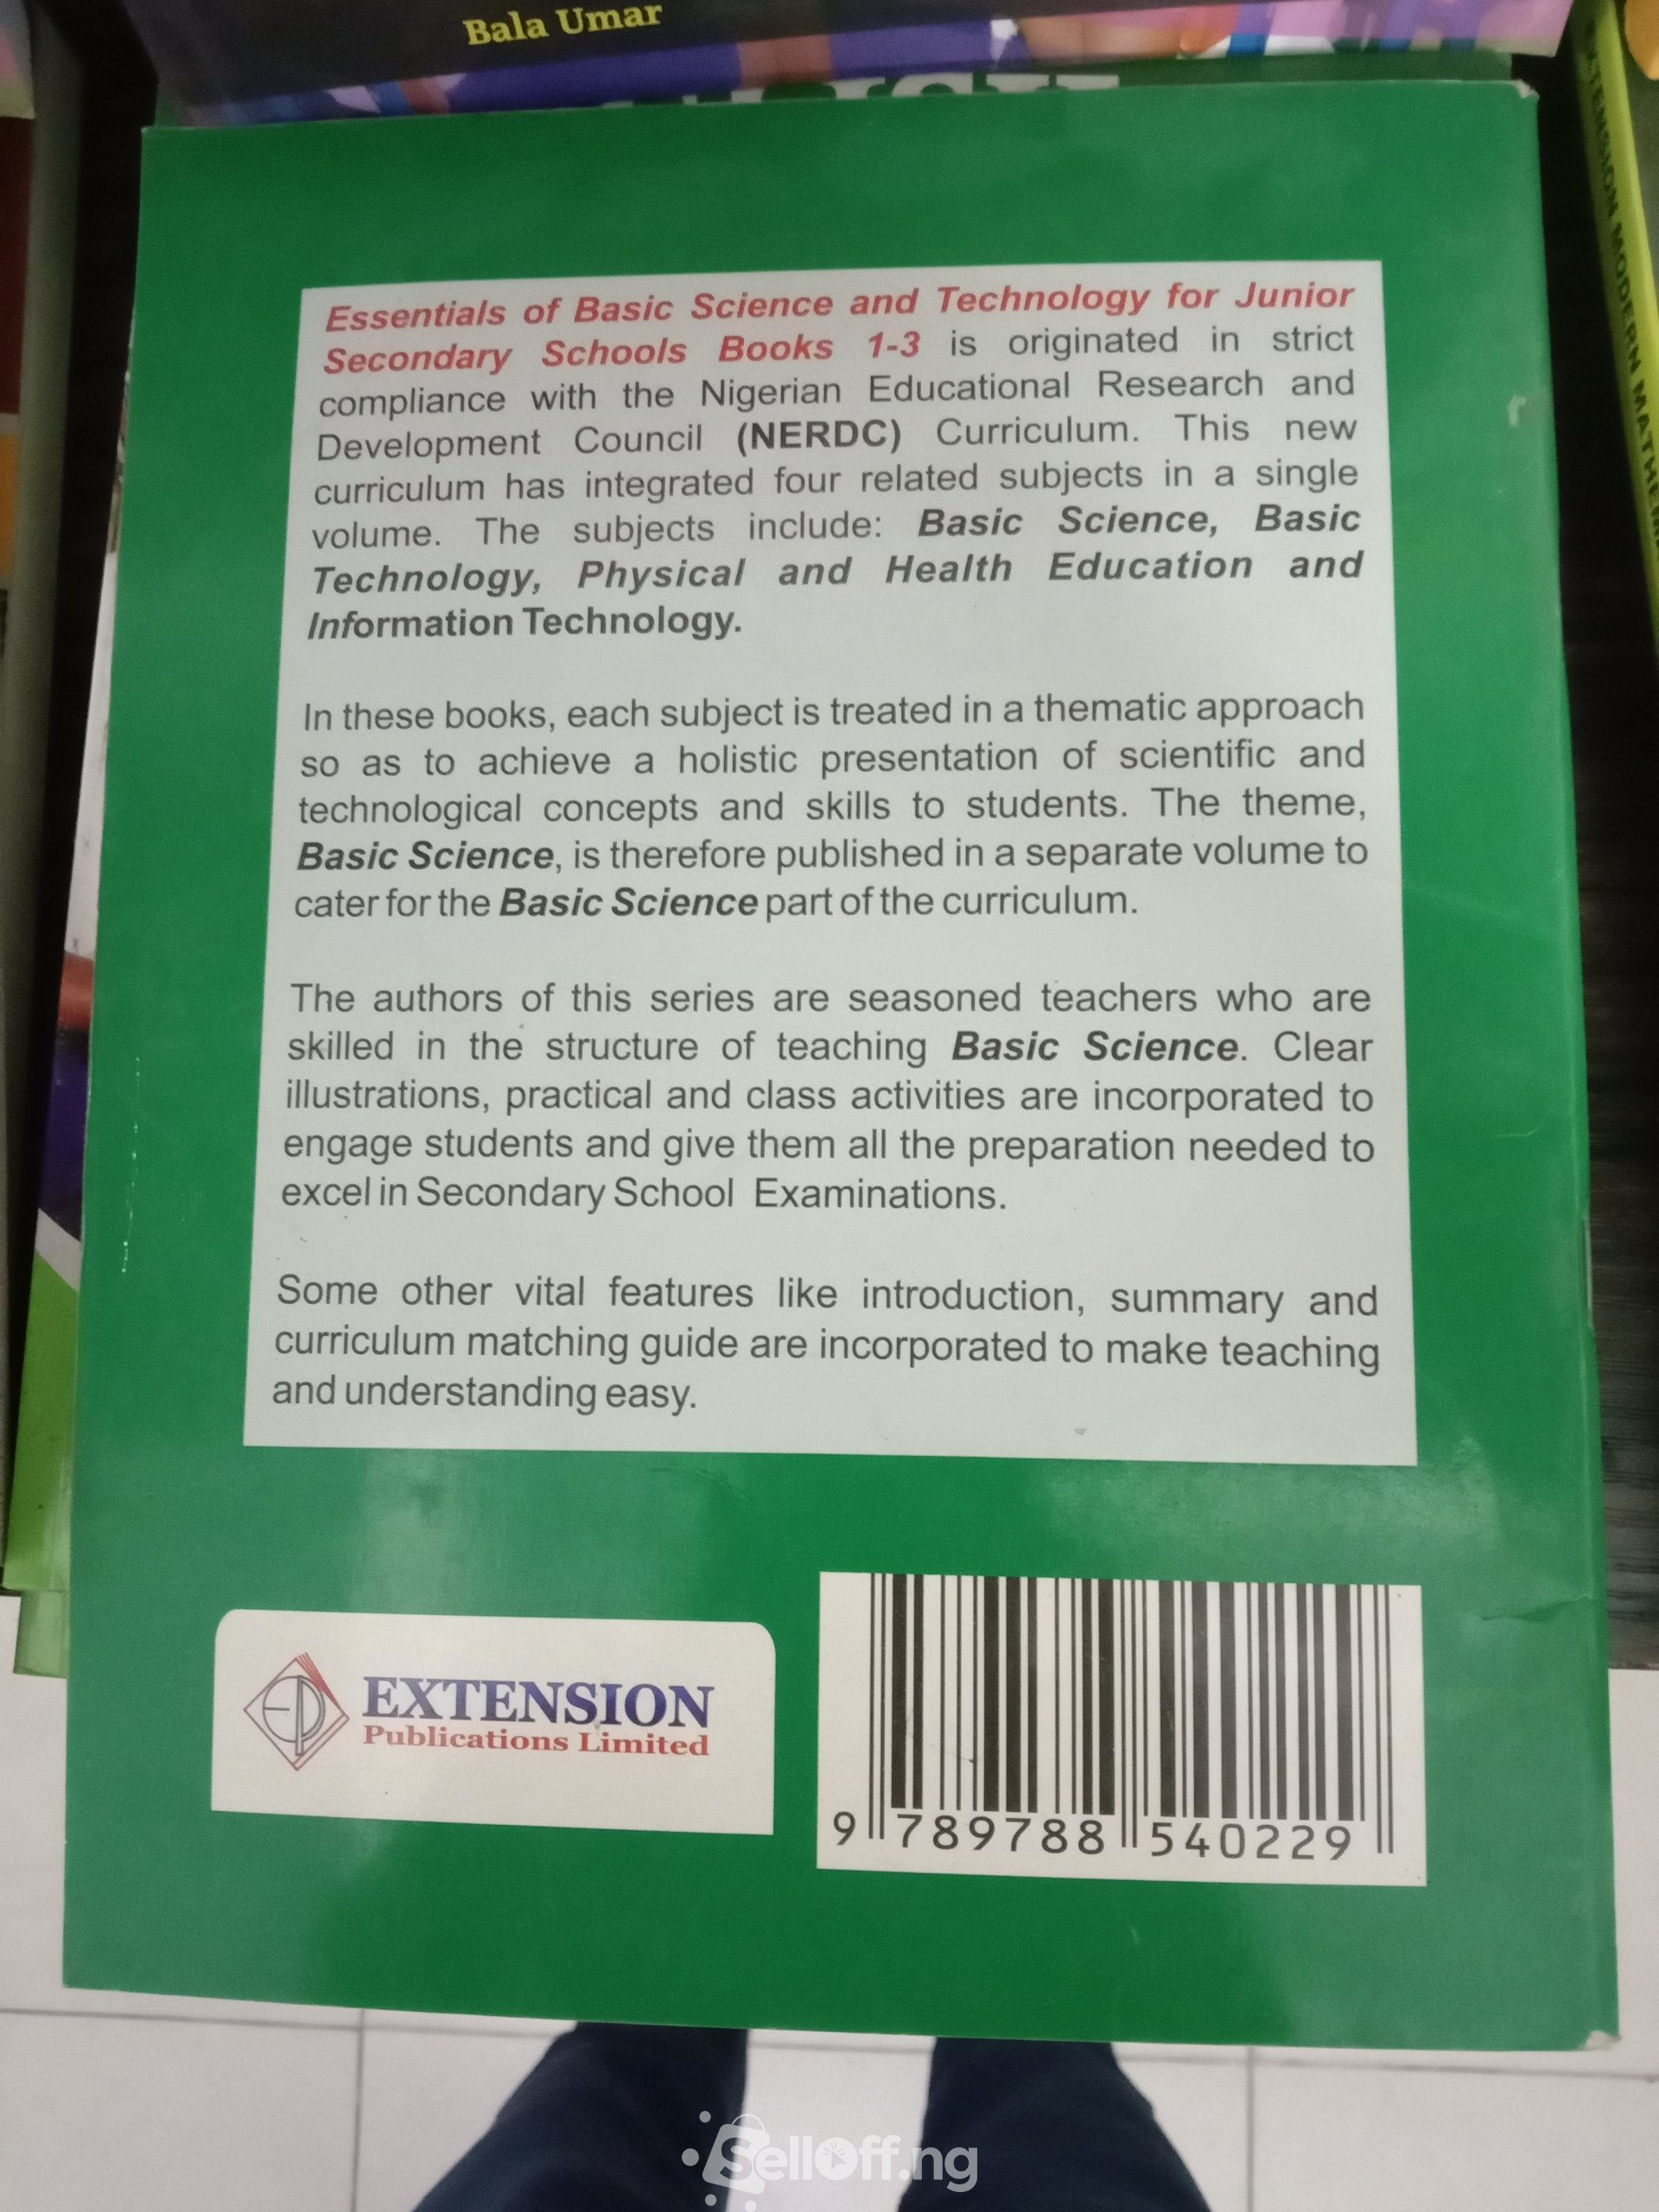 Bala Umar
EXTENSION MODERN
Essentials of Basic Science and Technology for Junior
Secondary Schools Books 1-3 is originated in strict
compliance with the Nigerian Educational Research and
Development Council (NERDC) Curriculum. This new
curriculum has integrated four related subjects in a single
volume. The subjects include: Basic Science, Basic
Technology, Physical and Health Education and
Information Technology.
In these books, each subject is treated in a thematic approach
so as to achieve a holistic presentation of scientific and
technological concepts and skills to students. The theme,
Basic Science, is therefore published in a separate volume to
cater for the Basic Science part of the curriculum.
The authors of this series are seasoned teachers who are
skilled in the structure of teaching Basic Science. Clear
illustrations, practical and class activities are incorporated to
engage students and give them all the preparation needed to
excel in Secondary School Examinations.
Some other vital features like introduction, summary and
curriculum matching guide are incorporated to make teaching
and understanding easy.
EP
EXTENSION
Publications Limited
9 789788 540229
SellOff.ng